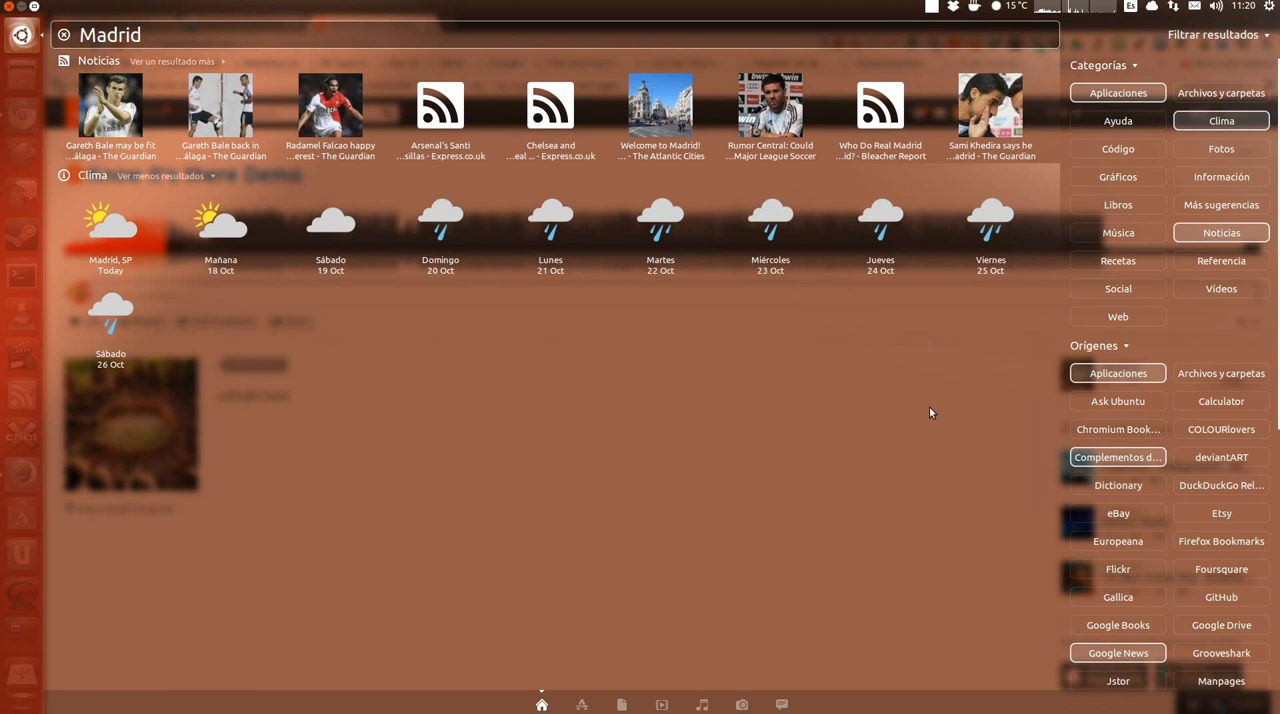 15 °C
Es
11:20
Madrid
Filtrar resultados
Noticias Ver un resultado más
Gareth Bale may be fit
...álaga - The Guardian
Gareth Bale back in
...álaga - The Guardian
Radamel Falcao happy
...erest - The Guardian
Arsenal's Santi
...sillas - Express.co.uk
Chelsea and
...eal ... - Express.co.uk
Welcome to Madrid!
... - The Atlantic Cities
Rumor Central: Could
...Major League Soccer
Who Do Real Madrid
...id? - Bleacher Report
Sami Khedira says he
...adrid - The Guardian
Clima Ver menos resultados
Madrid, SP
Today
Mañana
18 Oct
Sábado
19 Oct
Domingo
20 Oct
Lunes
21 Oct
Martes
22 Oct
Miércoles
23 Oct
Jueves
24 Oct
Viernes
25 Oct
Sábado
26 Oct
Categorías
Aplicaciones Archivos y carpetas
Ayuda Clima
Código Fotos
Gráficos Información
Libros Más sugerencias
Música Noticias
Recetas Referencia
Social Vídeos
Web
Orígenes
Aplicaciones Archivos y carpetas
Ask Ubuntu Calculator
Chromium Book... COLOURlovers
Complementos d... deviantART
Dictionary DuckDuckGo Rel...
eBay Etsy
Europeana Firefox Bookmarks
Flickr Foursquare
Gallica GitHub
Google Books Google Drive
Google News Grooveshark
Jstor Manpages